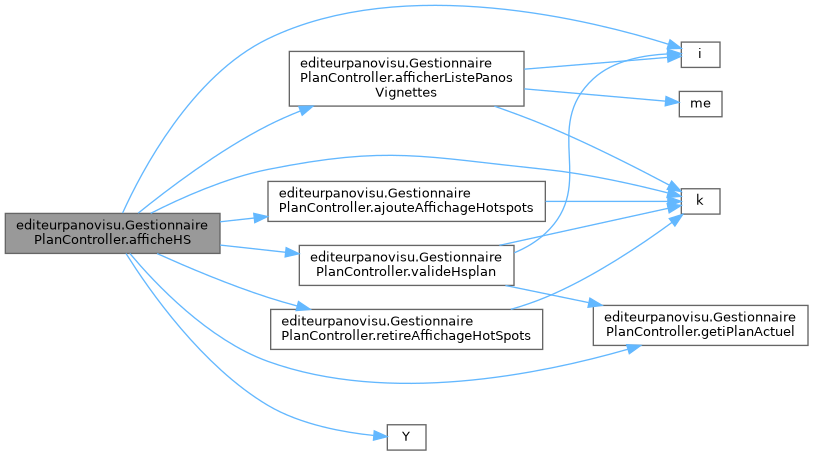 editeurpanovisu.Gestionnaire
PlanController.afficheHS
editeurpanovisu.Gestionnaire
PlanController.afficherListePanos
Vignettes
i
me
k
editeurpanovisu.Gestionnaire
PlanController.ajouteAffichageHotspots
editeurpanovisu.Gestionnaire
PlanController.valideHsplan
editeurpanovisu.Gestionnaire
PlanController.getiPlanActuel
editeurpanovisu.Gestionnaire
PlanController.retireAffichageHotSpots
Y